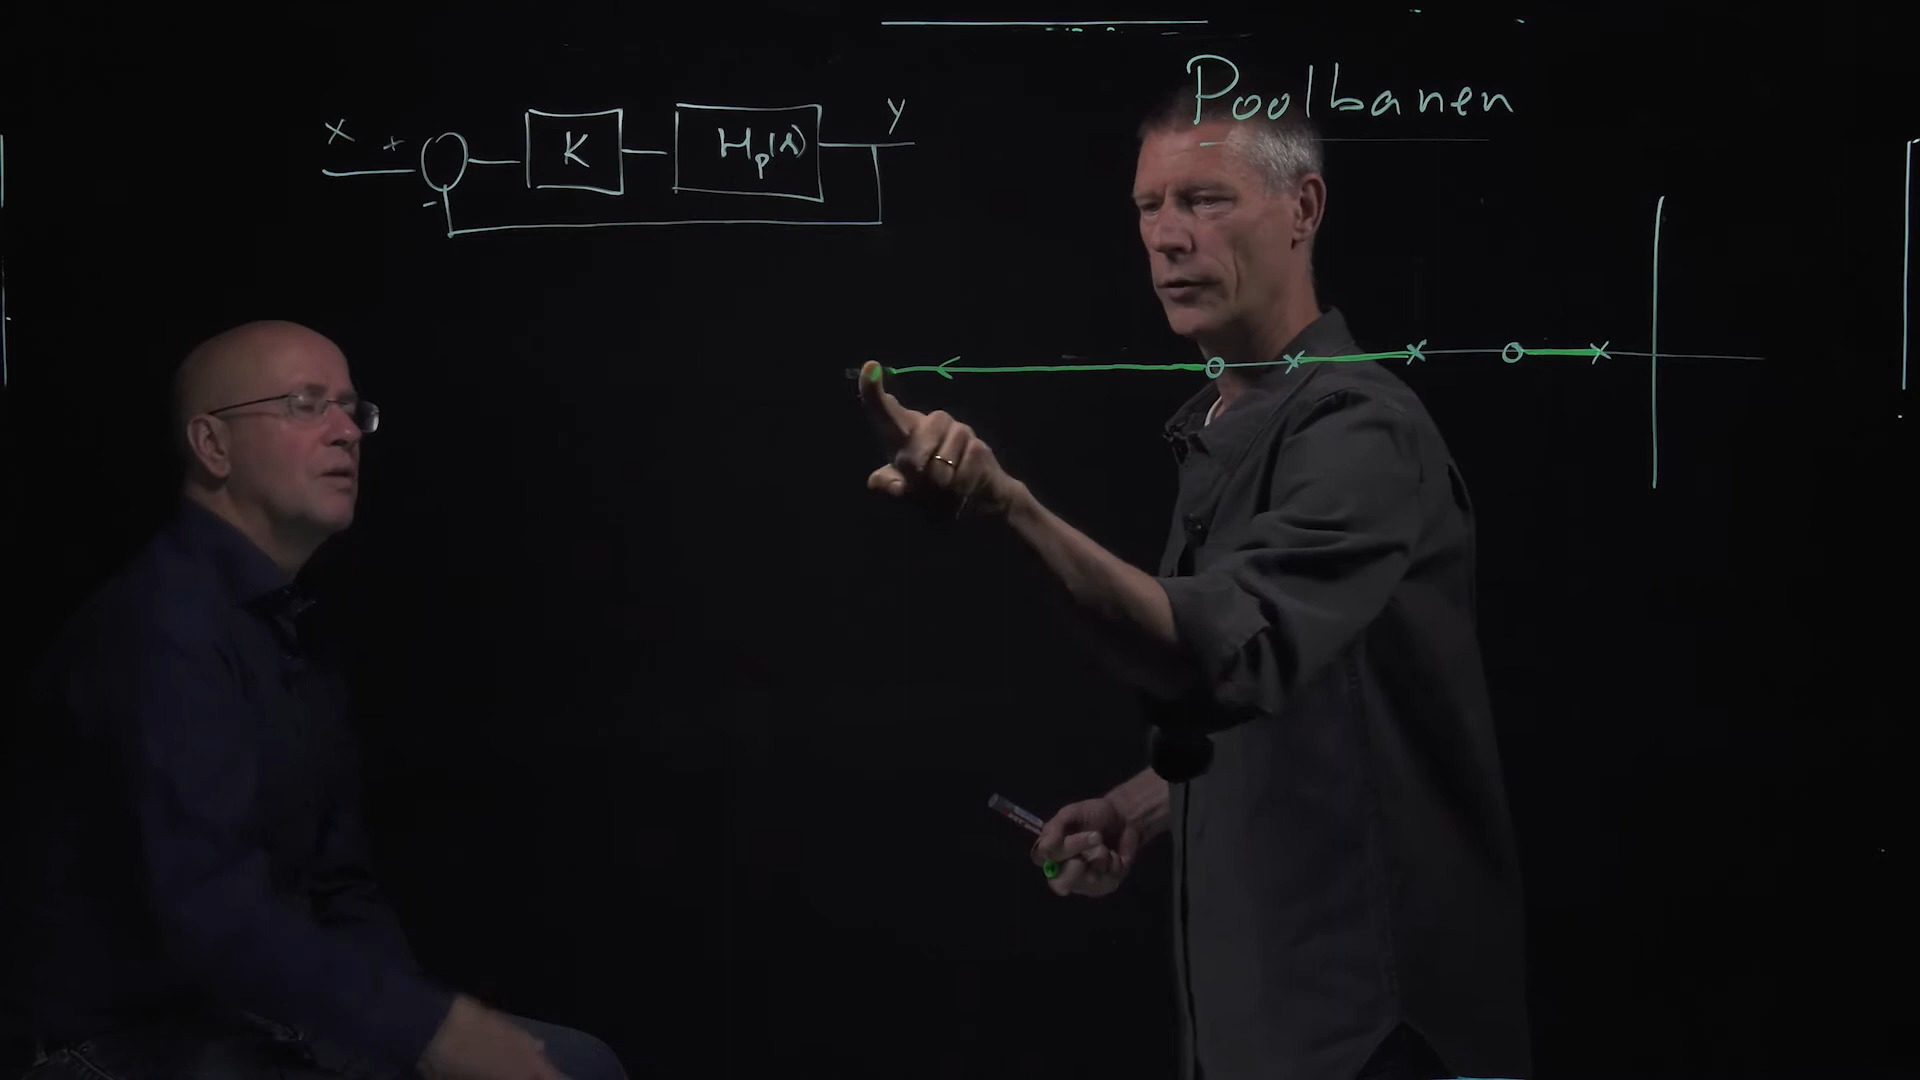 Poolbanen
x + - K Hp(s) y